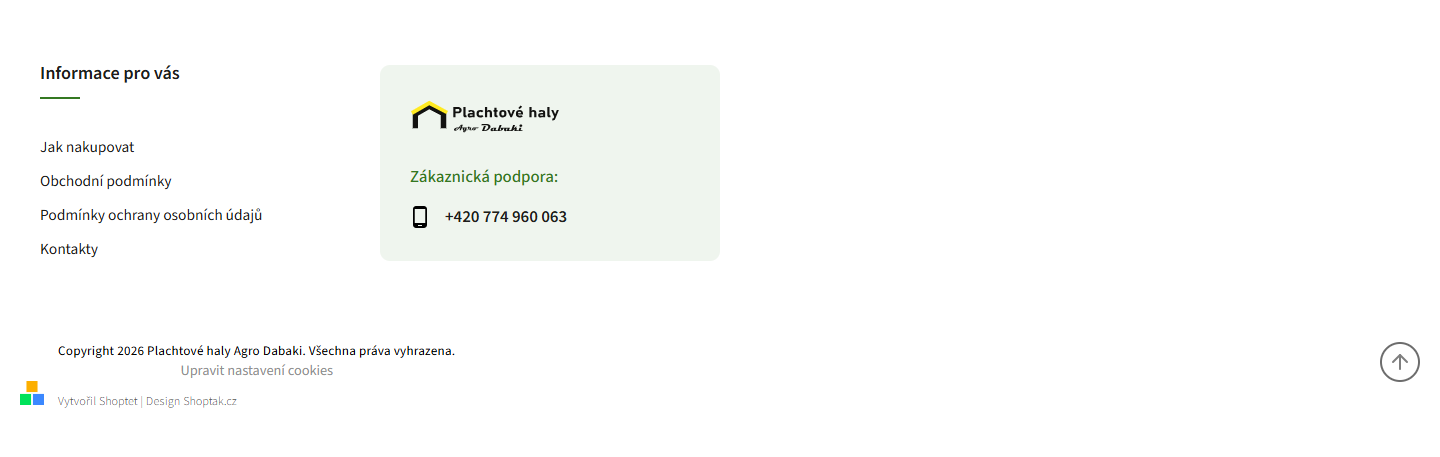 Informace pro vás
Jak nakupovat
Obchodní podmínky
Podmínky ochrany osobních údajů
Kontakty
Plachtové haly
Agro Dabaki
Zákaznická podpora:
+420 774 960 063
Copyright 2026 Plachtové haly Agro Dabaki. Všechna práva vyhrazena.
Upravit nastavení cookies
Vytvořil Shoptet | Design Shoptak.cz